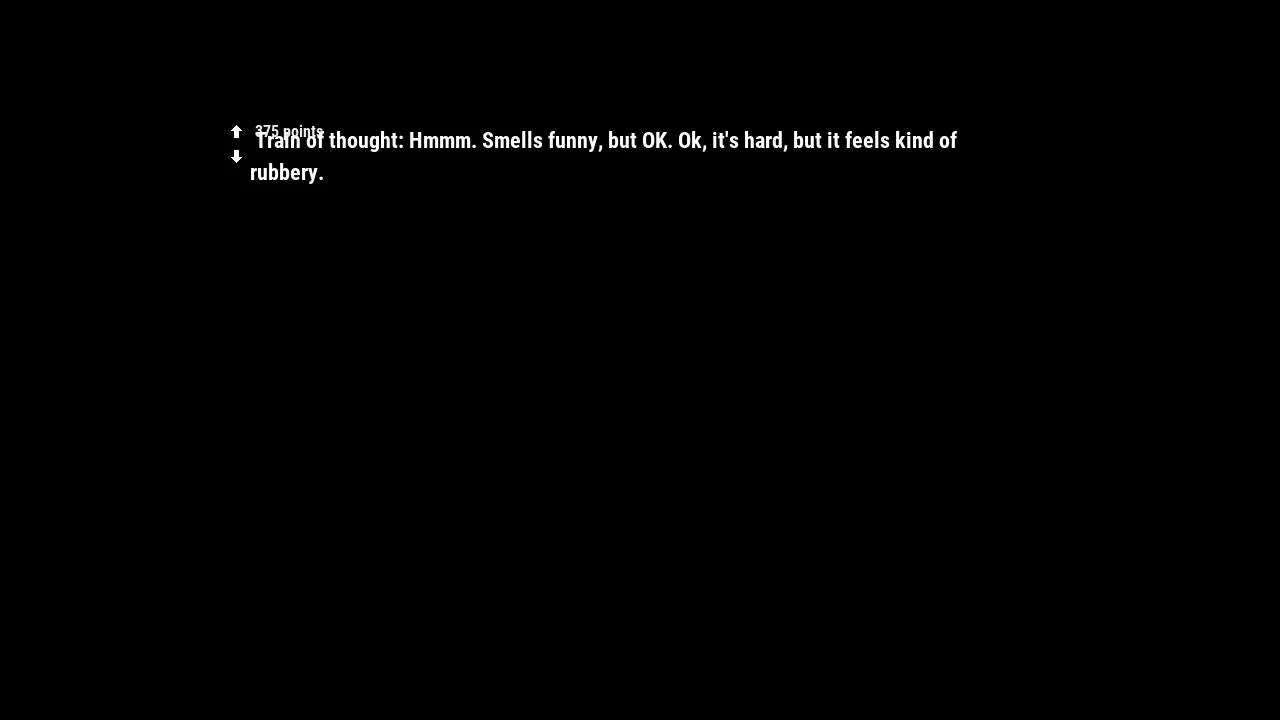 375 points
Train of thought: Hmmm. Smells funny, but OK. Ok, it's hard, but it feels kind of
rubbery.